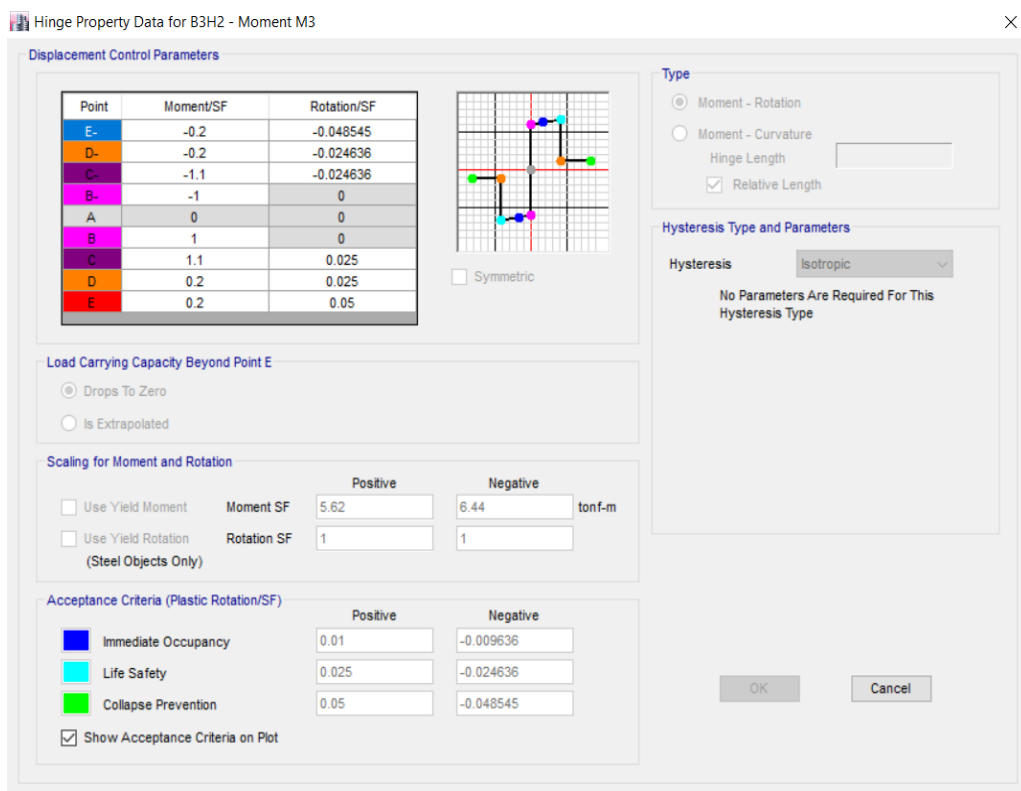 Hinge Property Data for B3H2 - Moment M3
Displacement Control Parameters
Point Moment/SF Rotation/SF
E- -0.2 -0.048545
D- -0.2 -0.024636
C- -1.1 -0.024636
B- -1 0
A 0 0
B 1 0
C 1.1 0.025
D 0.2 0.025
E 0.2 0.05
Symmetric
Load Carrying Capacity Beyond Point E
Drops To Zero
Is Extrapolated
Scaling for Moment and Rotation
Positive Negative
Use Yield Moment Moment SF 5.62 6.44 tonf-m
Use Yield Rotation Rotation SF 1 1
(Steel Objects Only)
Acceptance Criteria (Plastic Rotation/SF)
Positive Negative
Immediate Occupancy 0.01 -0.009636
Life Safety 0.025 -0.024636
Collapse Prevention 0.05 -0.048545
Show Acceptance Criteria on Plot
Type
Moment - Rotation
Moment - Curvature
Hinge Length
Relative Length
Hysteresis Type and Parameters
Hysteresis Isotropic
No Parameters Are Required For This
Hysteresis Type
OK Cancel